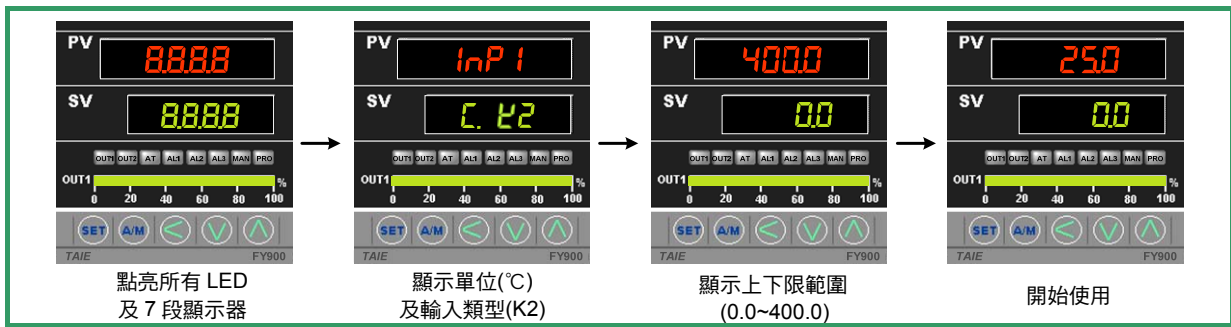 PV 8.8.8.8
SV 8.8.8.8
OUT1 OUT2 AT AL1 AL2 AL3 MAN PRO
OUT1 %
0 20 40 60 80 100
SET A/M
TAIE FY900
點亮所有 LED
及 7 段顯示器
PV InP1
SV C. K2
OUT1 OUT2 AT AL1 AL2 AL3 MAN PRO
OUT1 %
0 20 40 60 80 100
SET A/M
TAIE FY900
顯示單位(℃)
及輸入類型(K2)
PV 400.0
SV 0.0
OUT1 OUT2 AT AL1 AL2 AL3 MAN PRO
OUT1 %
0 20 40 60 80 100
SET A/M
TAIE FY900
顯示上下限範圍
(0.0~400.0)
PV 25.0
SV 0.0
OUT1 OUT2 AT AL1 AL2 AL3 MAN PRO
OUT1 %
0 20 40 60 80 100
SET A/M
TAIE FY900
開始使用